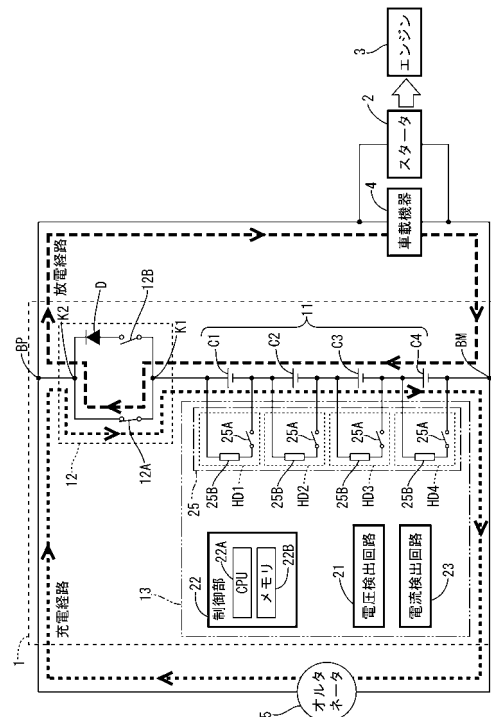 1
充電経路
放電経路
BP
K2
D
12B
K1
12
12A
11
C1
C2
C3
C4
BM
25A
25A
25A
25A
25
25B
25B
25B
25B
HD1
HD2
HD3
HD4
13
22
制御部
22A
CPU
メモリ
22B
電圧検出回路
21
電流検出回路
23
オルタ
ネータ
5
車載機器
4
スタータ
2
エンジン
3